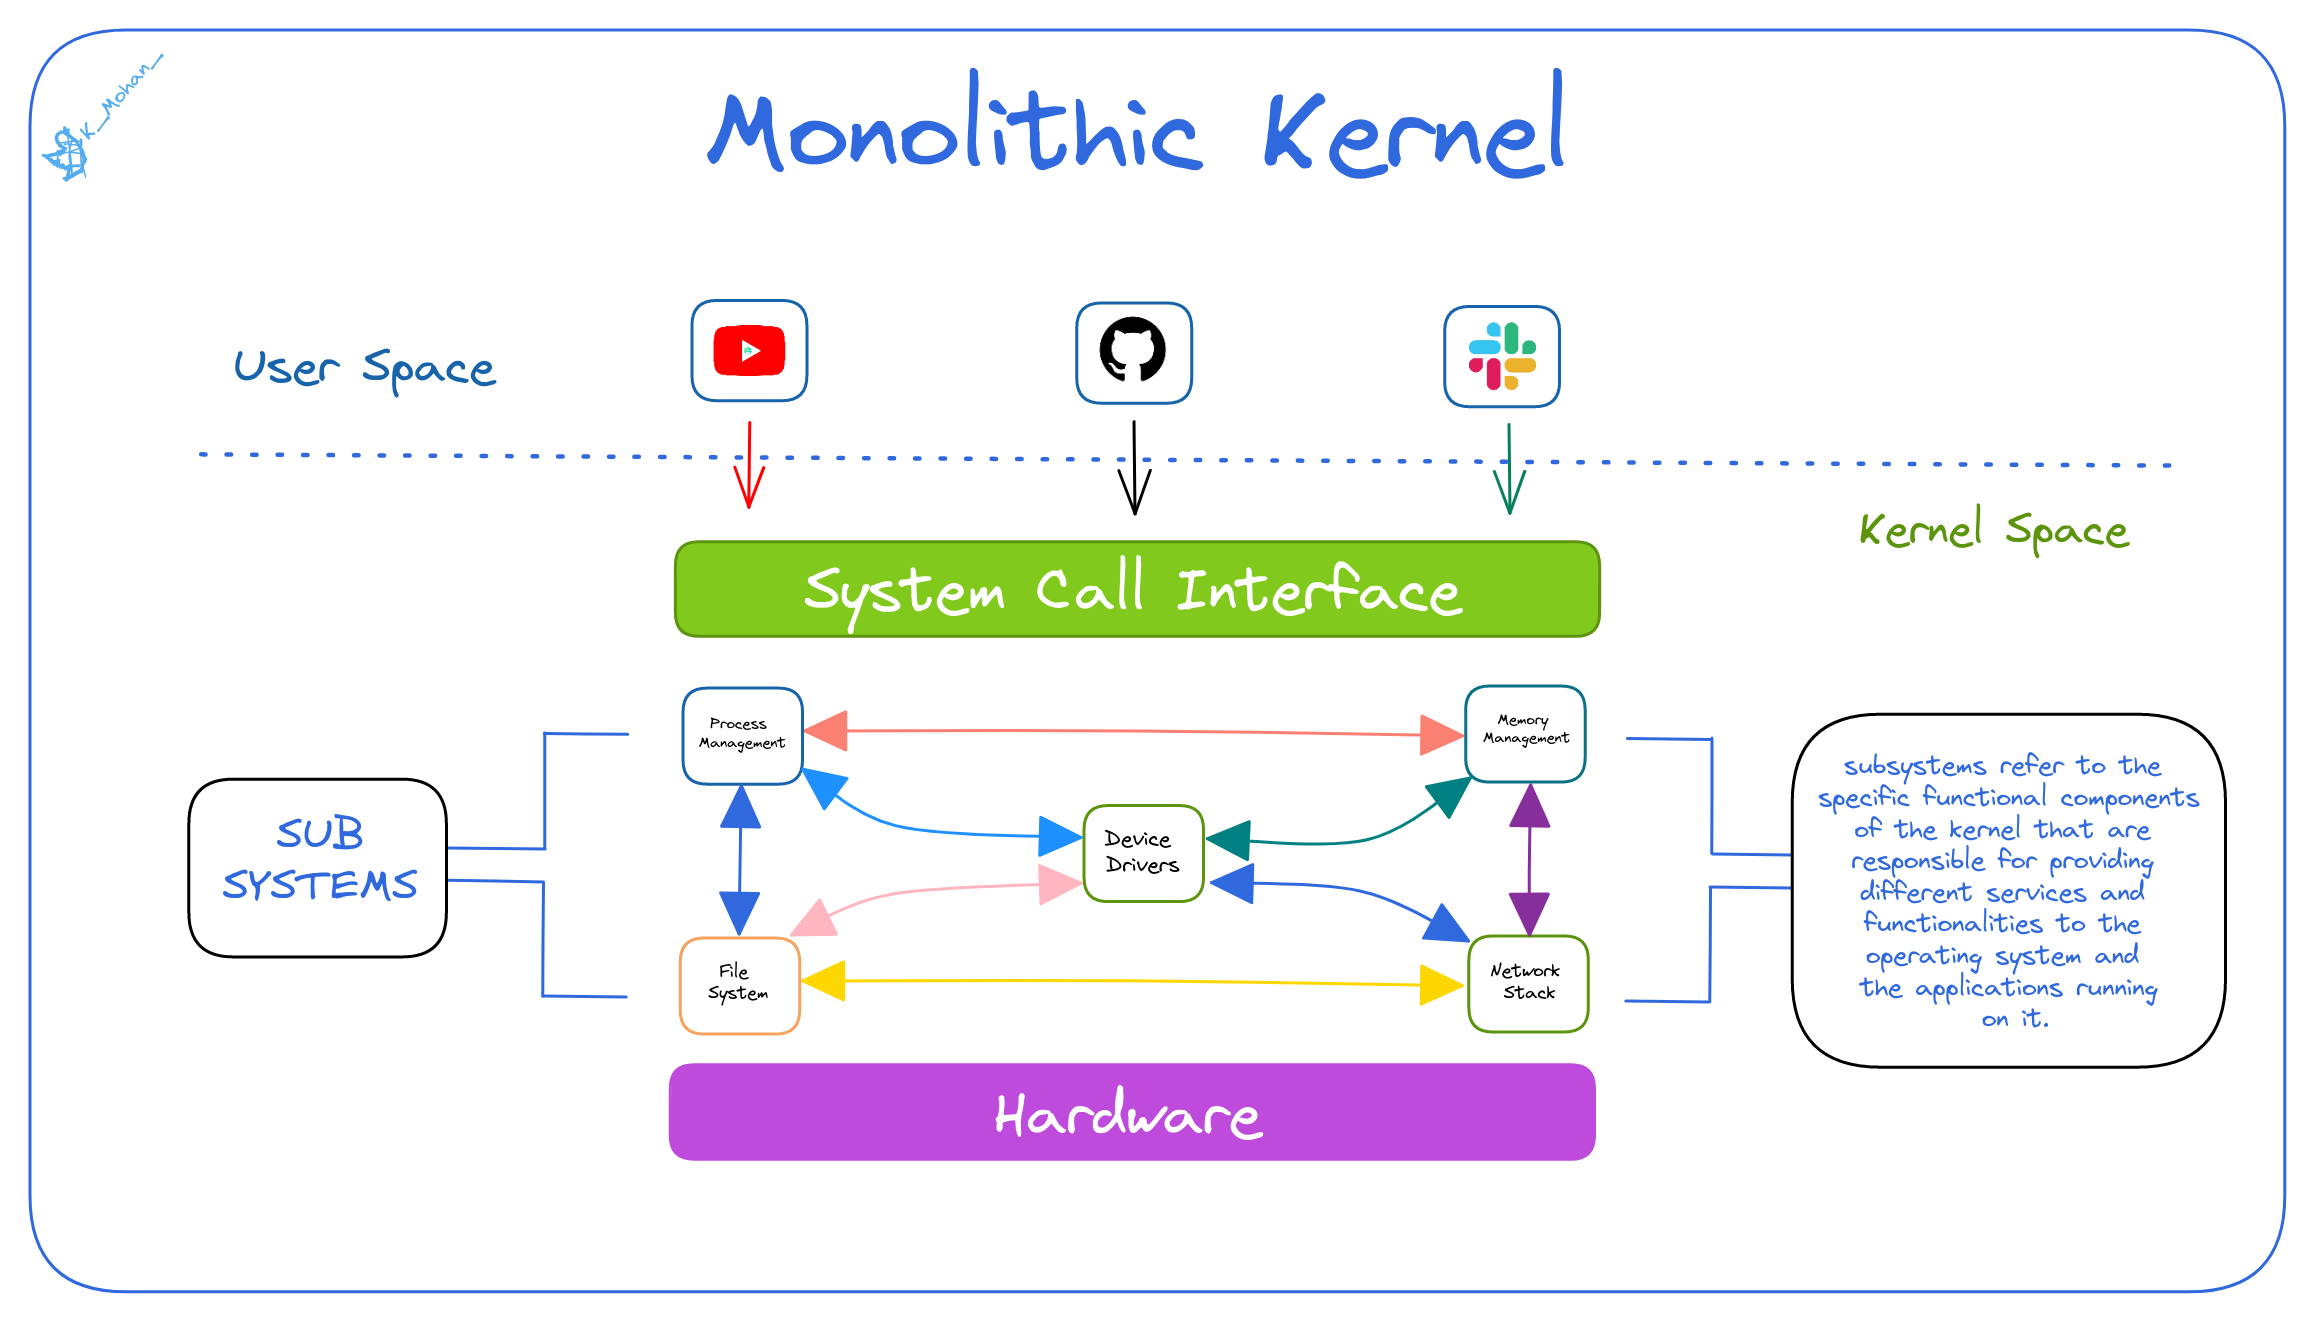 K_Mohan_
Monolithic Kernel
User Space
Kernel Space
System Call Interface
Process
Management
Memory
Management
Device
Drivers
File
System
Network
Stack
SUB
SYSTEMS
subsystems refer to the
specific functional components
of the kernel that are
responsible for providing
different services and
functionalities to the
operating system and
the applications running
on it.
Hardware